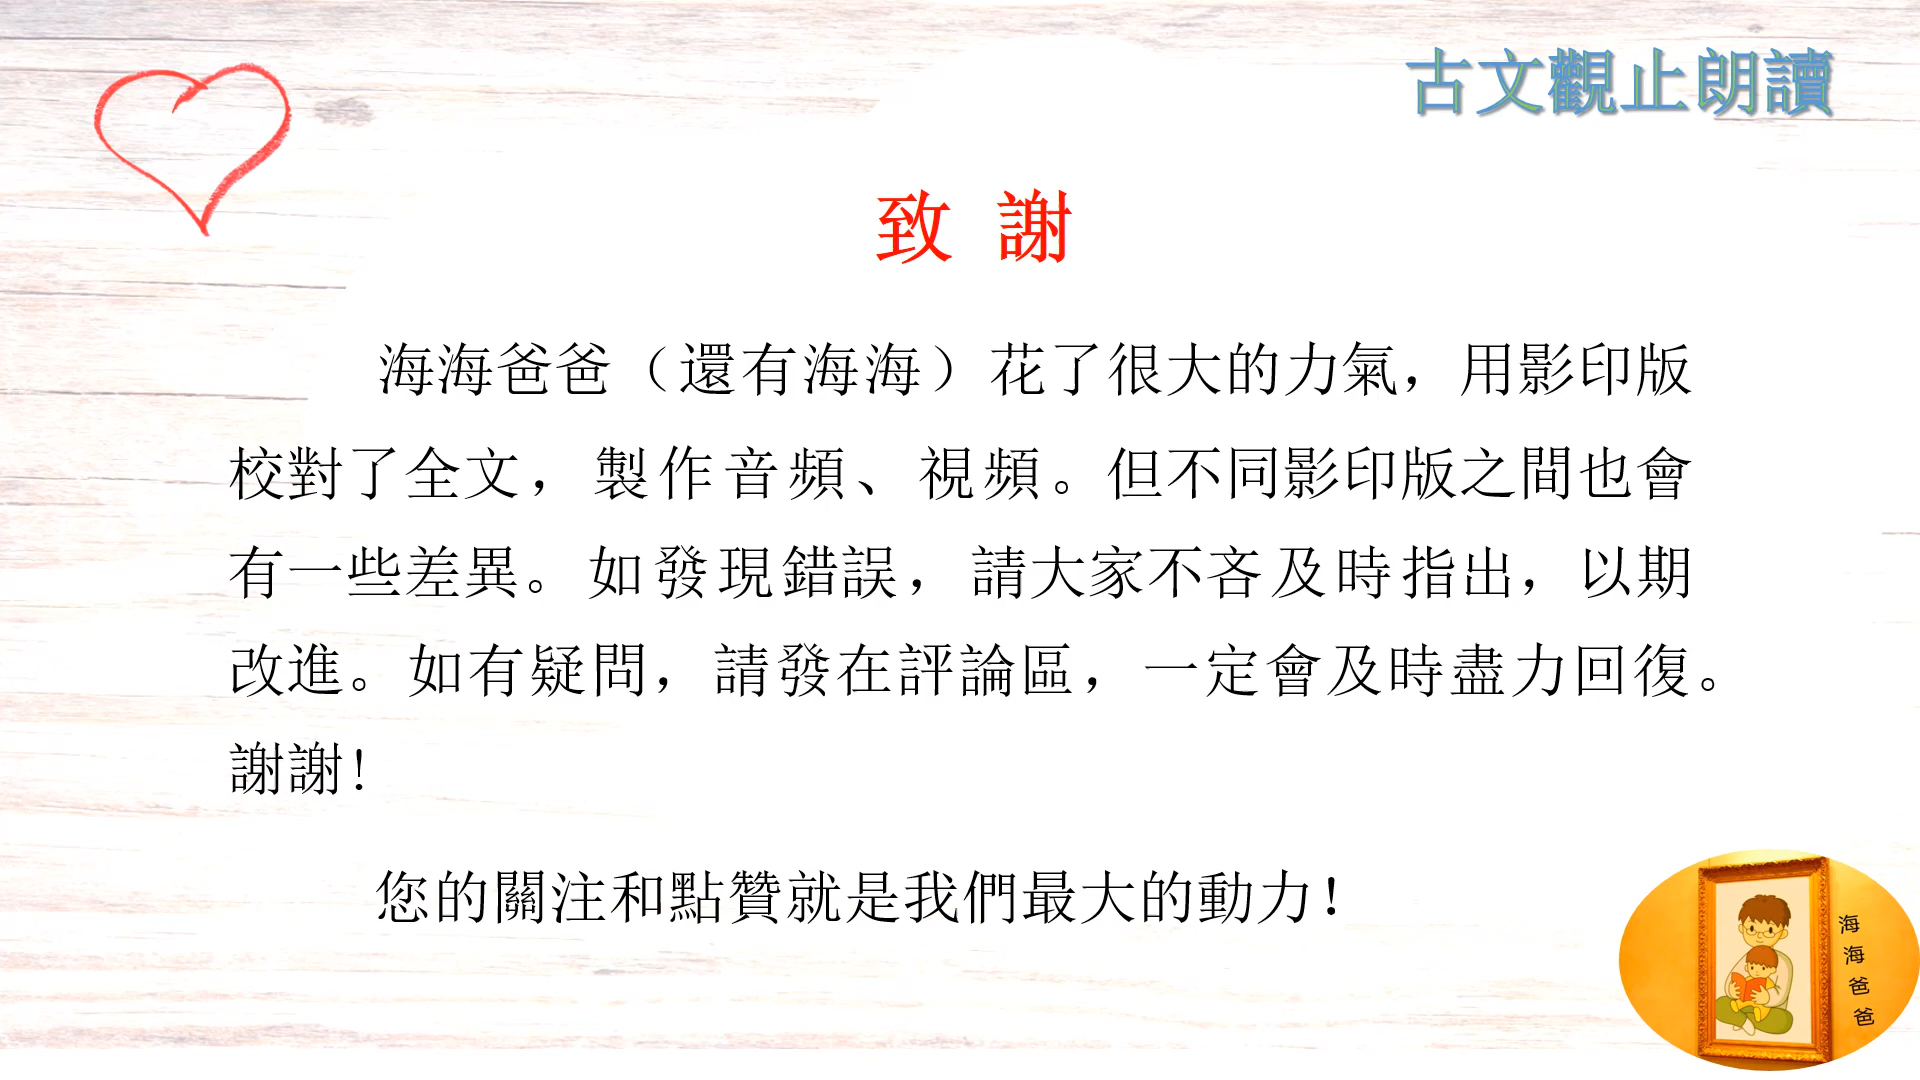 古文觀止朗讀
致 謝
海海爸爸（還有海海）花了很大的力氣，用影印版
校對了全文，製作音頻、視頻。但不同影印版之間也會
有一些差異。如發現錯誤，請大家不吝及時指出，以期
改進。如有疑問，請發在評論區，一定會及時盡力回復。
謝謝！
您的關注和點贊就是我們最大的動力！
海海爸爸